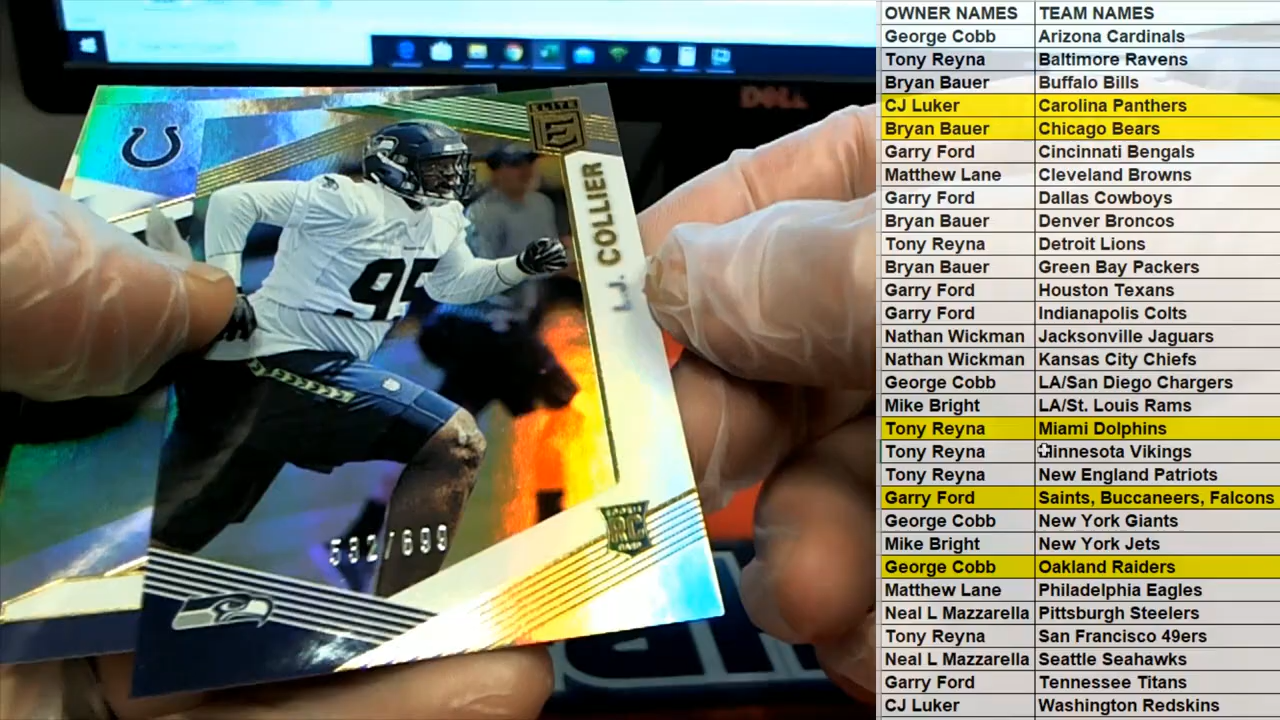 DELL
ELITE
E
L.J. COLLIER
95
532/699
RC
OWNER NAMES TEAM NAMES
George Cobb Arizona Cardinals
Tony Reyna Baltimore Ravens
Bryan Bauer Buffalo Bills
CJ Luker Carolina Panthers
Bryan Bauer Chicago Bears
Garry Ford Cincinnati Bengals
Matthew Lane Cleveland Browns
Garry Ford Dallas Cowboys
Bryan Bauer Denver Broncos
Tony Reyna Detroit Lions
Bryan Bauer Green Bay Packers
Garry Ford Houston Texans
Garry Ford Indianapolis Colts
Nathan Wickman Jacksonville Jaguars
Nathan Wickman Kansas City Chiefs
George Cobb LA/San Diego Chargers
Mike Bright LA/St. Louis Rams
Tony Reyna Miami Dolphins
Tony Reyna Minnesota Vikings
Tony Reyna New England Patriots
Garry Ford Saints, Buccaneers, Falcons
George Cobb New York Giants
Mike Bright New York Jets
George Cobb Oakland Raiders
Matthew Lane Philadelphia Eagles
Neal L Mazzarella Pittsburgh Steelers
Tony Reyna San Francisco 49ers
Neal L Mazzarella Seattle Seahawks
Garry Ford Tennessee Titans
CJ Luker Washington Redskins